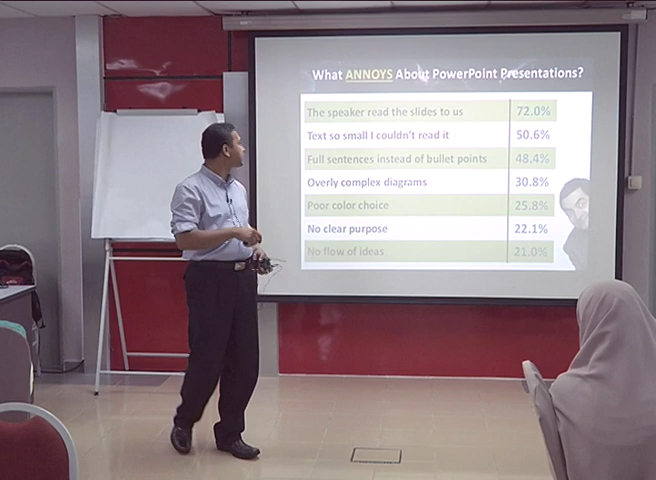 What ANNOYS About PowerPoint Presentations?
The speaker read the slides to us 72.0%
Text so small I couldn't read it 50.6%
Full sentences instead of bullet points 48.4%
Overly complex diagrams 30.8%
Poor color choice 25.8%
No clear purpose 22.1%
No flow of ideas 21.0%